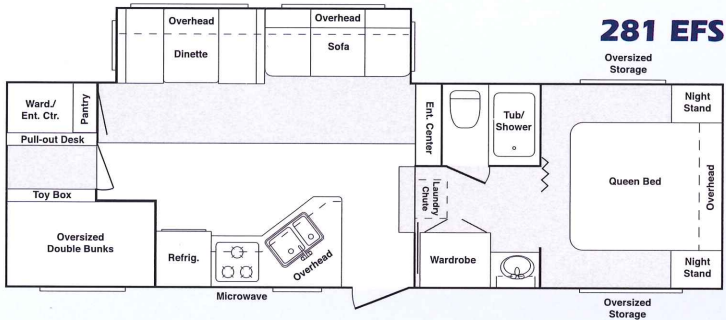 281 EFS
Overhead
Overhead
Dinette
Sofa
Oversized
Storage
Ward./
Ent. Ctr.
Pantry
Pull-out Desk
Toy Box
Oversized
Double Bunks
Refrig.
Microwave
Overhead
Ent. Center
Tub/
Shower
Laundry
Chute
Wardrobe
Night
Stand
Queen Bed
Overhead
Night
Stand
Oversized
Storage